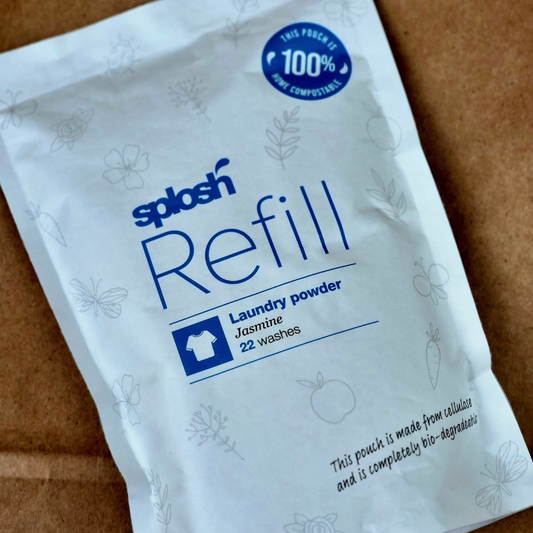 THIS POUCH IS
100%
HOME COMPOSTABLE
splosh
Refill
Laundry powder
Jasmine
22 washes
This pouch is made from cellulose
and is completely bio-degradeable